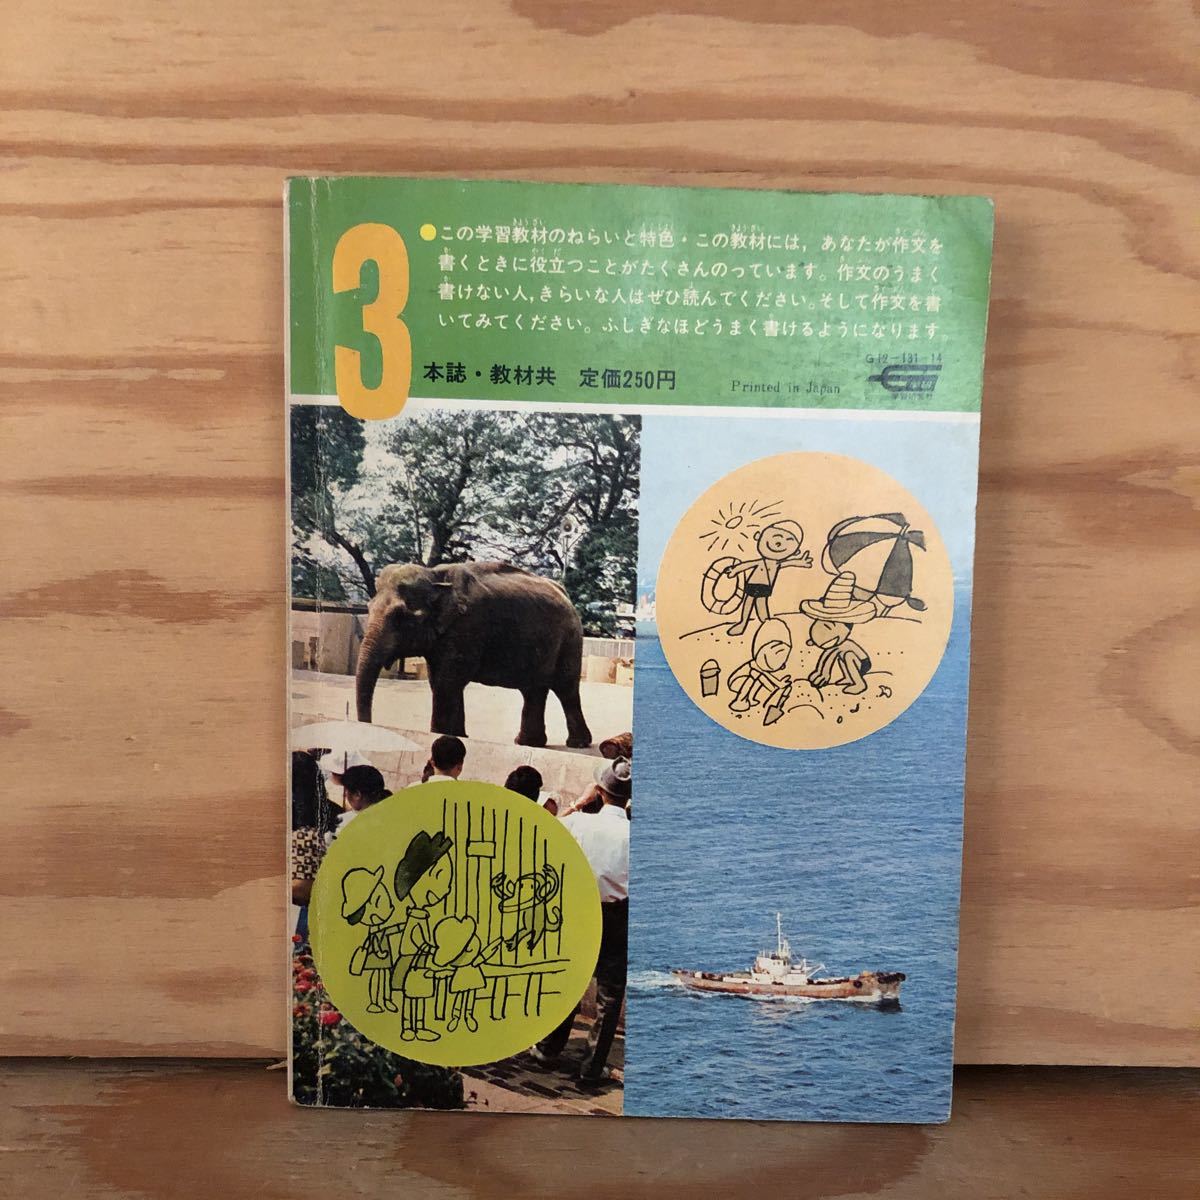 3
●この学習教材のねらいと特色・この教材には，あなたが作文を
書くときに役立つことがたくさんのっています。作文のうまく
書けない人，きらいな人はぜひ読んでください。そして作文を書
いてみてください。ふしぎなほどうまく書けるようになります。
本誌・教材共 定価250円
Printed in Japan
G12-131-14
学研